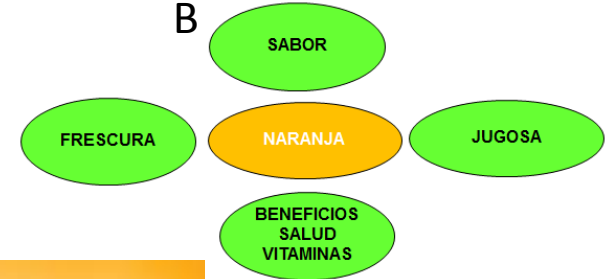 B
SABOR
FRESCURA
NARANJA
JUGOSA
BENEFICIOS
SALUD
VITAMINAS